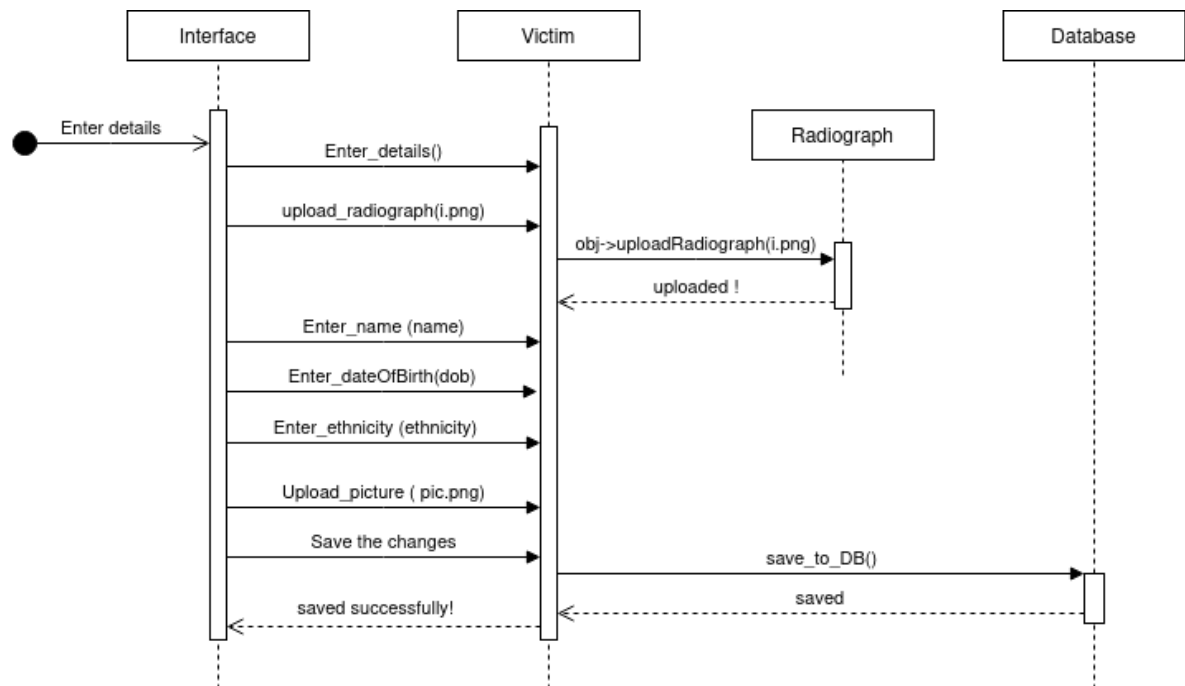 Interface
Victim
Database
Radiograph
Enter details
Enter_details()
upload_radiograph(i.png)
obj->uploadRadiograph(i.png)
uploaded !
Enter_name (name)
Enter_dateOfBirth(dob)
Enter_ethnicity (ethnicity)
Upload_picture ( pic.png)
Save the changes
save_to_DB()
saved
saved successfully!